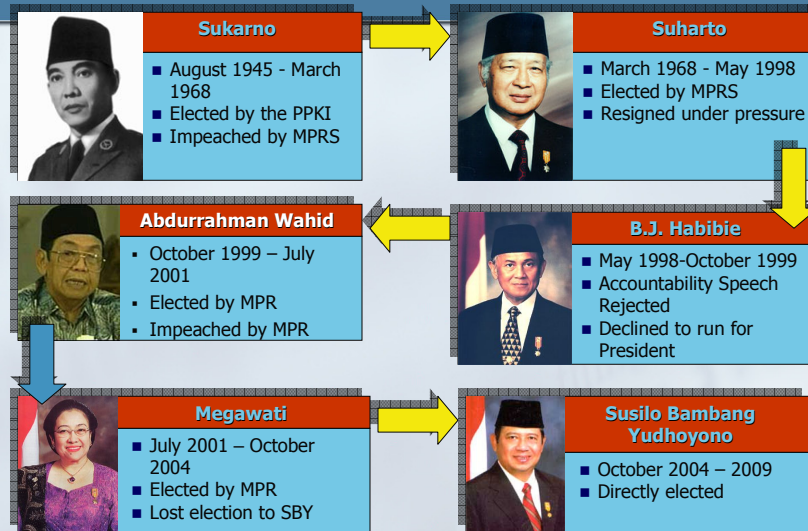 Sukarno
■ August 1945 - March
1968
■ Elected by the PPKI
■ Impeached by MPRS
Suharto
■ March 1968 - May 1998
■ Elected by MPRS
■ Resigned under pressure
B.J. Habibie
■ May 1998-October 1999
■ Accountability Speech
Rejected
■ Declined to run for
President
Abdurrahman Wahid
▪ October 1999 – July
2001
▪ Elected by MPR
▪ Impeached by MPR
Megawati
■ July 2001 – October
2004
■ Elected by MPR
■ Lost election to SBY
Susilo Bambang
Yudhoyono
■ October 2004 – 2009
■ Directly elected